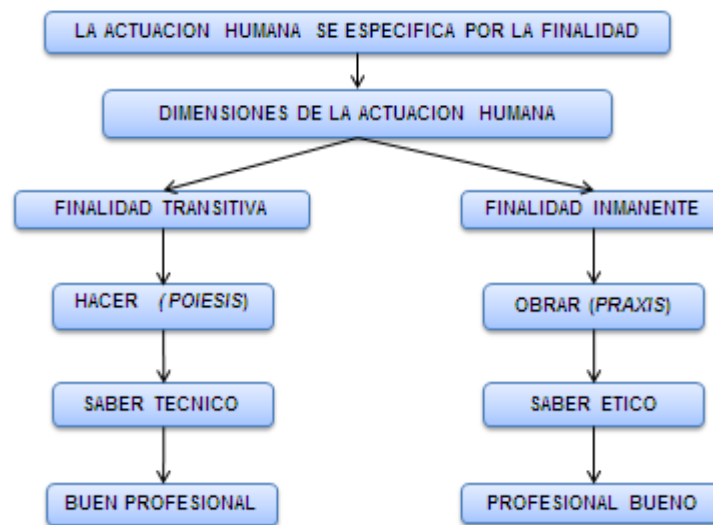 LA ACTUACION HUMANA SE ESPECIFICA POR LA FINALIDAD
DIMENSIONES DE LA ACTUACION HUMANA
FINALIDAD TRANSITIVA
FINALIDAD INMANENTE
HACER (POIESIS)
OBRAR (PRAXIS)
SABER TECNICO
SABER ETICO
BUEN PROFESIONAL
PROFESIONAL BUENO